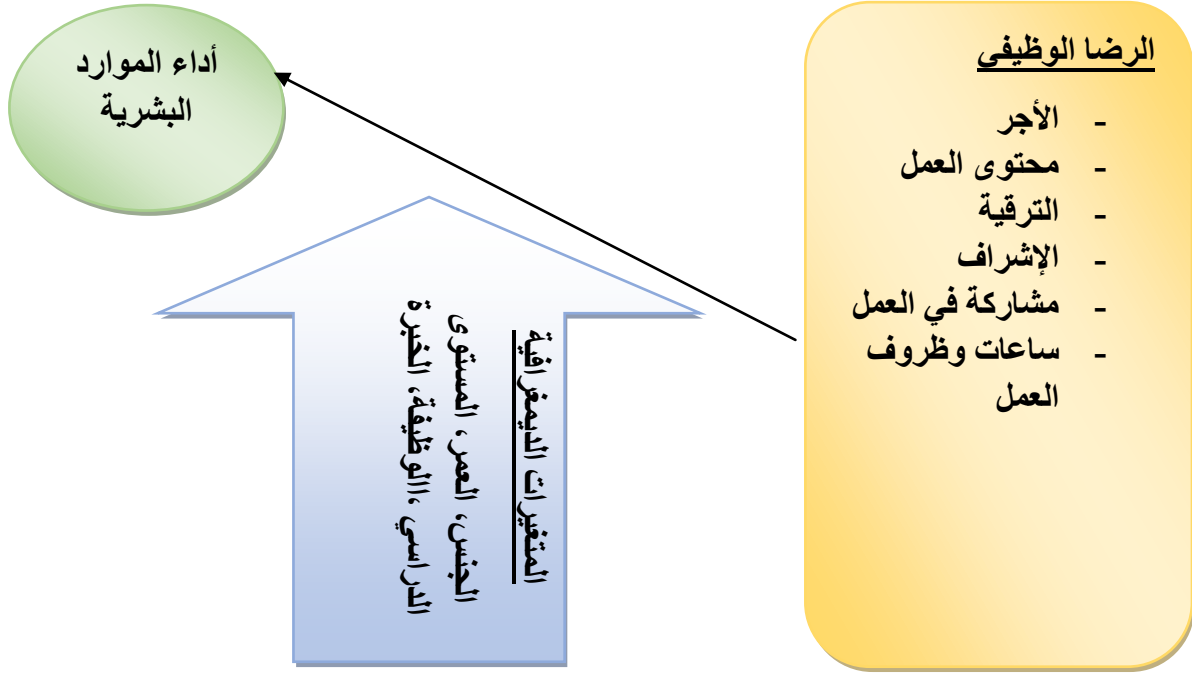 الرضا الوظيفي
- الأجر
- محتوى العمل
- الترقية
- الإشراف
- مشاركة في العمل
- ساعات وظروف
العمل
أداء الموارد
البشرية
المتغيرات الديمغرافية
الجنس، العمر، المستوى
الدراسي ،االوظيفة، الخبرة